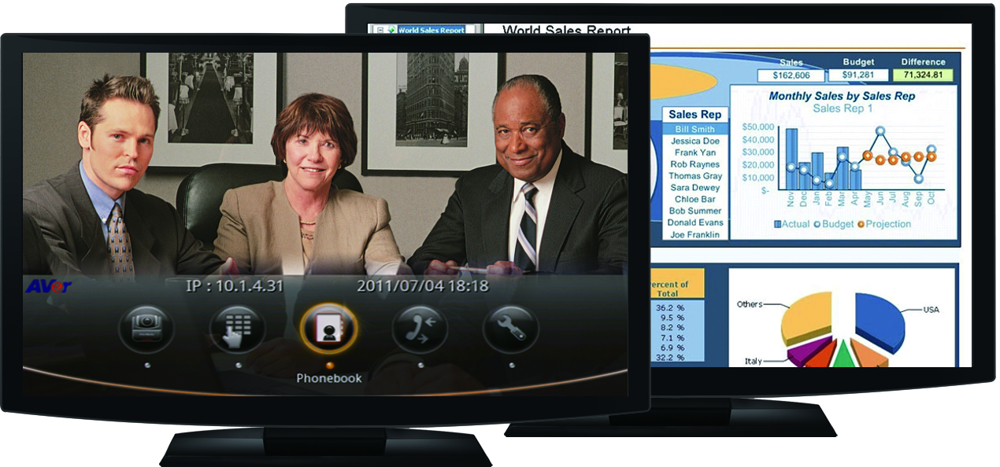 World Sales Report
World Sales Report
Sales Budget Difference
$162,606 $91,281 71,324.81
Monthly Sales by Sales Rep
Sales Rep 1
Sales Rep
Bill Smith
Jessica Doe
Frank Yan
Rob Raynes
Thomas Gray
Sara Dewey
Chloe Bar
Bob Summer
Donald Evans
Joe Franklin
$50,000
$40,000
$30,000
$20,000
$10,000
$-
Nov Dec Jan Feb Mar Apr May Jun Jul Aug Sep Oct
Actual Budget Projection
AVer
IP : 10.1.4.31 2011/07/04 18:18
Phonebook
of
Total
36.2 %
9.5 %
8.2 %
7.1 %
6.9 %
32.2 %
Others
USA
Italy